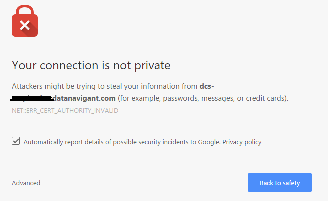 Your connection is not private
Attackers might be trying to steal your information from dcs-
.datanavigant.com (for example, passwords, messages, or credit cards).
NET::ERR_CERT_AUTHORITY_INVALID
Automatically report details of possible security incidents to Google. Privacy policy
Advanced
Back to safety